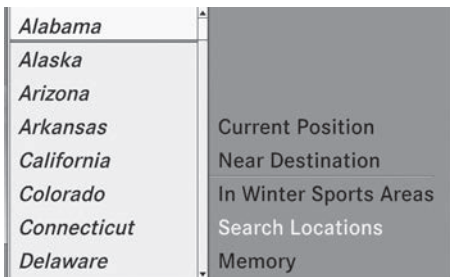 Alabama
Alaska
Arizona
Arkansas
California
Colorado
Connecticut
Delaware
Current Position
Near Destination
In Winter Sports Areas
Search Locations
Memory